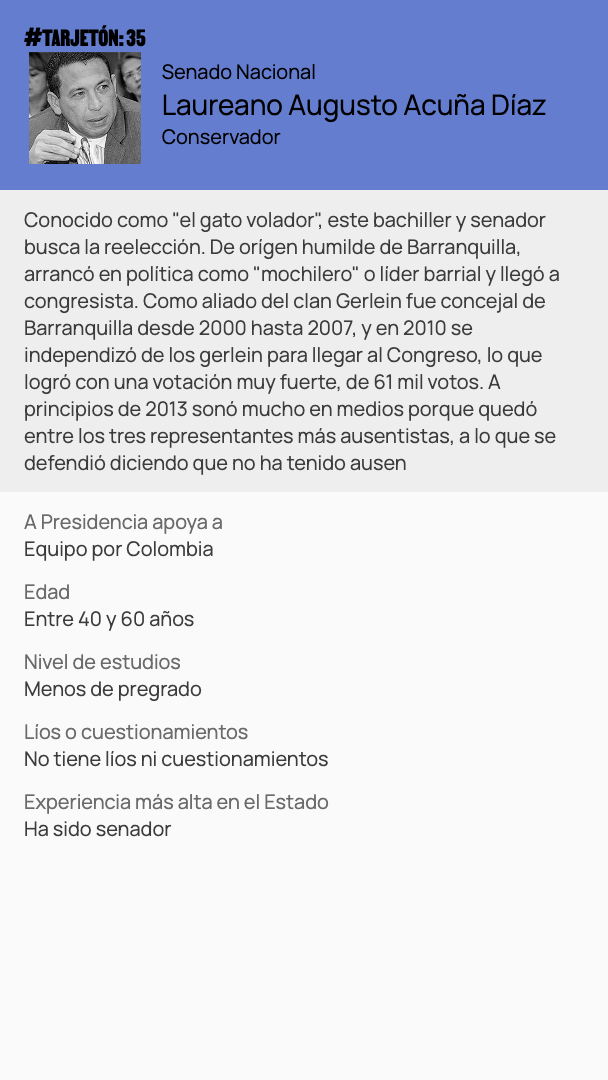 #TARJETÓN: 35
Senado Nacional
Laureano Augusto Acuña Díaz
Conservador
Conocido como "el gato volador", este bachiller y senador
busca la reelección. De orígen humilde de Barranquilla,
arrancó en política como "mochilero" o líder barrial y llegó a
congresista. Como aliado del clan Gerlein fue concejal de
Barranquilla desde 2000 hasta 2007, y en 2010 se
independizó de los gerlein para llegar al Congreso, lo que
logró con una votación muy fuerte, de 61 mil votos. A
principios de 2013 sonó mucho en medios porque quedó
entre los tres representantes más ausentistas, a lo que se
defendió diciendo que no ha tenido ausen
A Presidencia apoya a
Equipo por Colombia
Edad
Entre 40 y 60 años
Nivel de estudios
Menos de pregrado
Líos o cuestionamientos
No tiene líos ni cuestionamientos
Experiencia más alta en el Estado
Ha sido senador